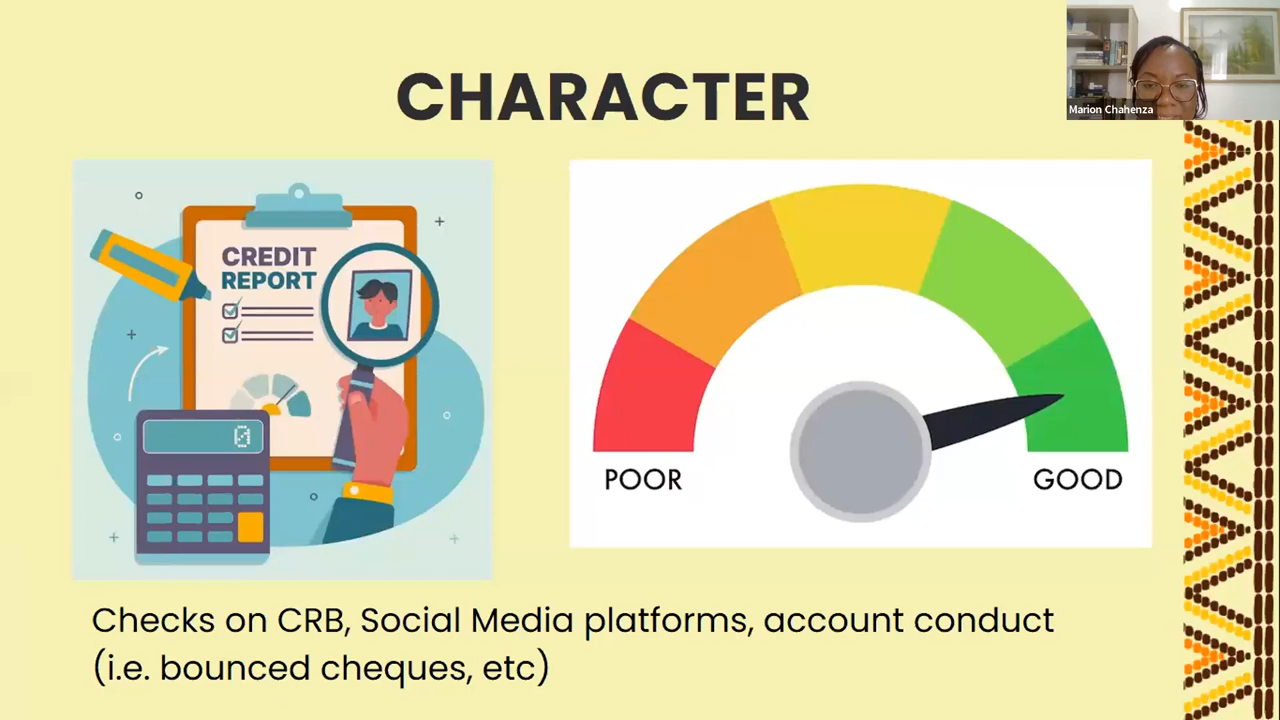 CHARACTER
Marion Chahenza
CREDIT
REPORT
0
POOR
GOOD
Checks on CRB, Social Media platforms, account conduct
(i.e. bounced cheques, etc)